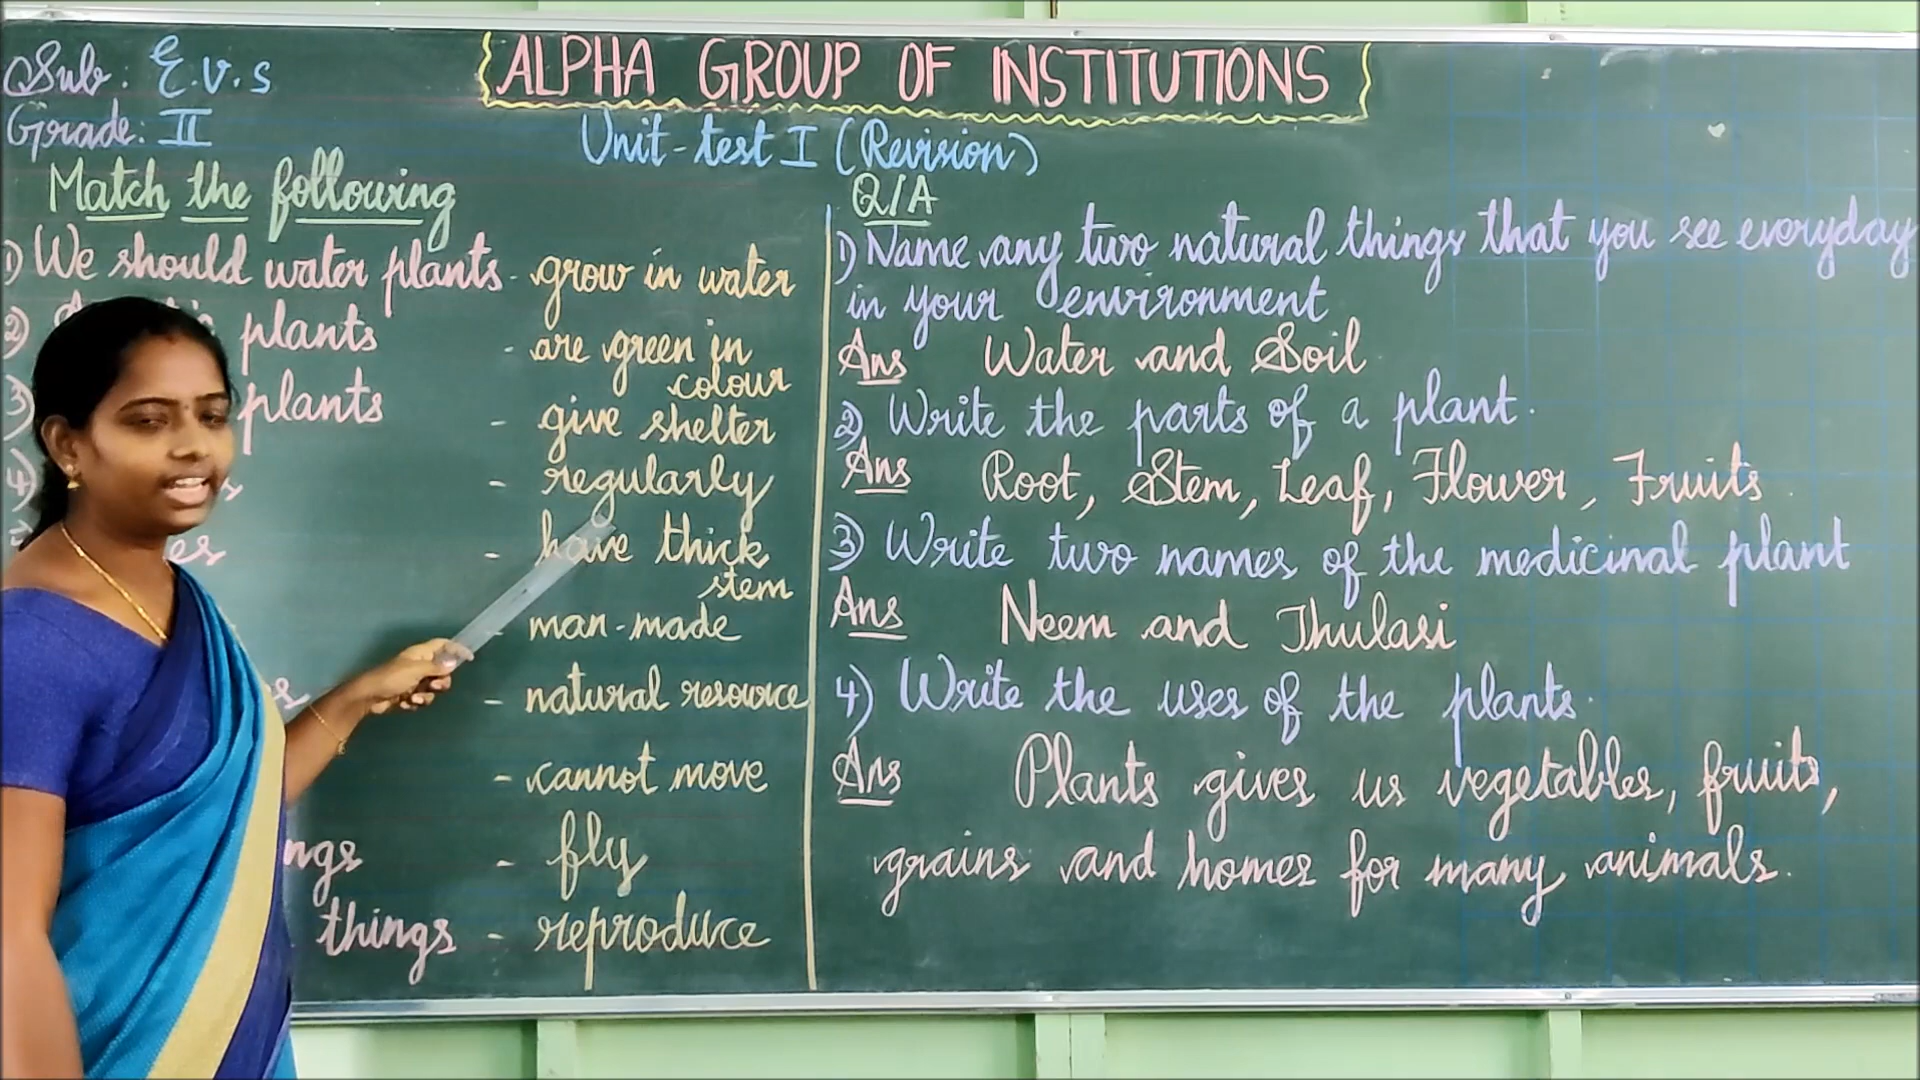 Sub: E.V.S
Grade: II
ALPHA GROUP OF INSTITUTIONS
Unit-test I (Revision)
Match the following
1) We should water plants - grow in water
2) plants - are green in
colour
3) plants - give shelter
4) - regularly
- have thick
stem
- man-made
- natural resource
- cannot move
- fly
things - reproduce
Q/A
1) Name any two natural things that you see everyday
in your environment
Ans Water and Soil
2) Write the parts of a plant.
Ans Root, Stem, Leaf, Flower, Fruits.
3) Write two names of the medicinal plant
Ans Neem and Thulasi
4) Write the uses of the plants.
Ans Plants gives us vegetables, fruits,
grains and homes for many animals.